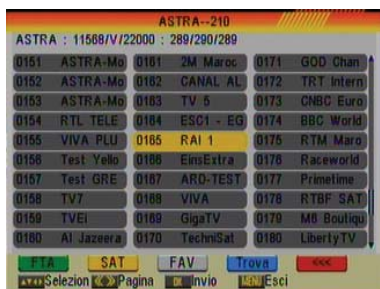 ASTRA--210
ASTRA : 11568/V/22000 : 289/290/289
0151 ASTRA-Mo 0161 2M Maroc 0171 GOD Chan
0152 ASTRA-Mo 0162 CANAL AL 0172 TRT Intern
0153 ASTRA-Mo 0163 TV 5 0173 CNBC Euro
0154 RTL TELE 0164 ESC1 - EG 0174 BBC World
0155 VIVA PLU 0165 RAI 1 0175 RTM Maro
0156 Test Yello 0166 EinsExtra 0176 Raceworld
0157 Test GRE 0167 ARD-TEST 0177 Primetime
0158 TV7 0168 VIVA 0178 RTBF SAT
0159 TVEi 0169 GigaTV 0179 M6 Boutiqu
0160 Al Jazeera 0170 TechniSat 0180 LibertyTV
FTA SAT FAV Trova <<<
Selezion Pagina Invio MENU Esci